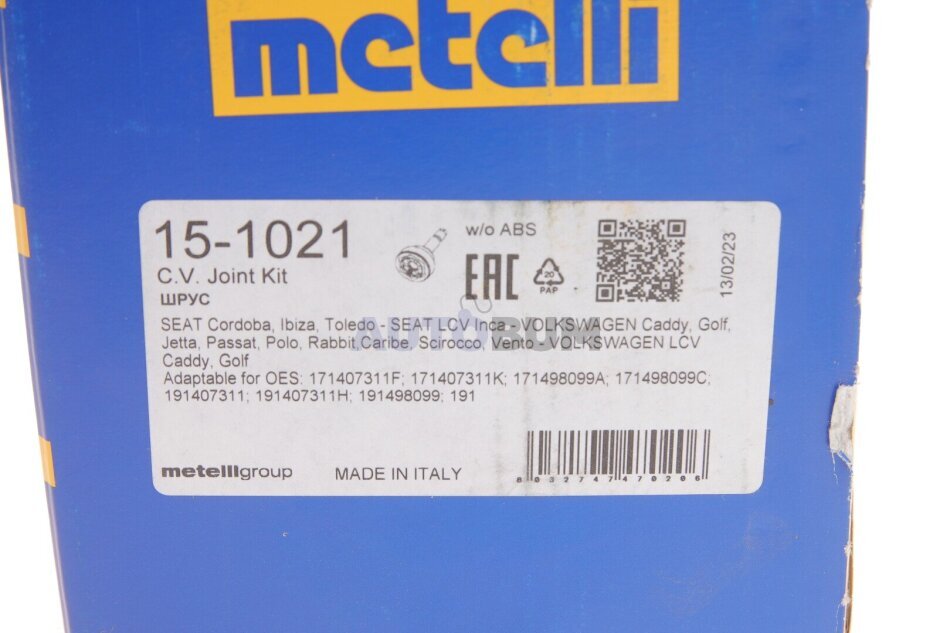 metelli
15-1021
w/o ABS
C.V. Joint Kit
ШРУС
EAC
20
PAP
13/02/23
SEAT Cordoba, Ibiza, Toledo - SEAT LCV Inca - VOLKSWAGEN Caddy, Golf,
Jetta, Passat, Polo, Rabbit,Caribe, Scirocco, Vento - VOLKSWAGEN LCV
Caddy, Golf
AUTOBUM
Adaptable for OES: 171407311F; 171407311K; 171498099A; 171498099C;
191407311; 191407311H; 191498099; 191
metelligroup
MADE IN ITALY
8032747470206